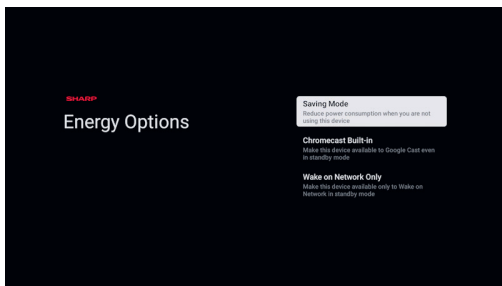 SHARP
Energy Options
Saving Mode
Reduce power consumption when you are not
using this device
Chromecast Built-in
Make this device available to Google Cast even
in standby mode
Wake on Network Only
Make this device available only to Wake on
Network in standby mode